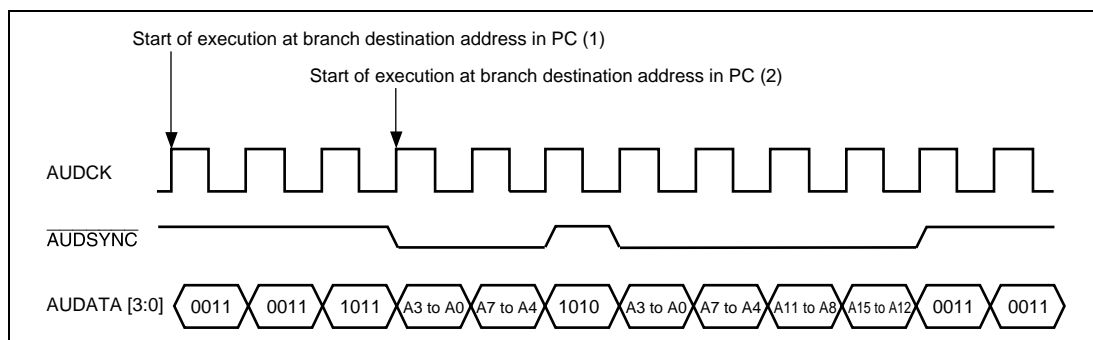 Start of execution at branch destination address in PC (1)
Start of execution at branch destination address in PC (2)
AUDCK
AUDSYNC
AUDATA [3:0] 0011 0011 1011 A3 to A0 A7 to A4 1010 A3 to A0 A7 to A4 A11 to A8 A15 to A12 0011 0011